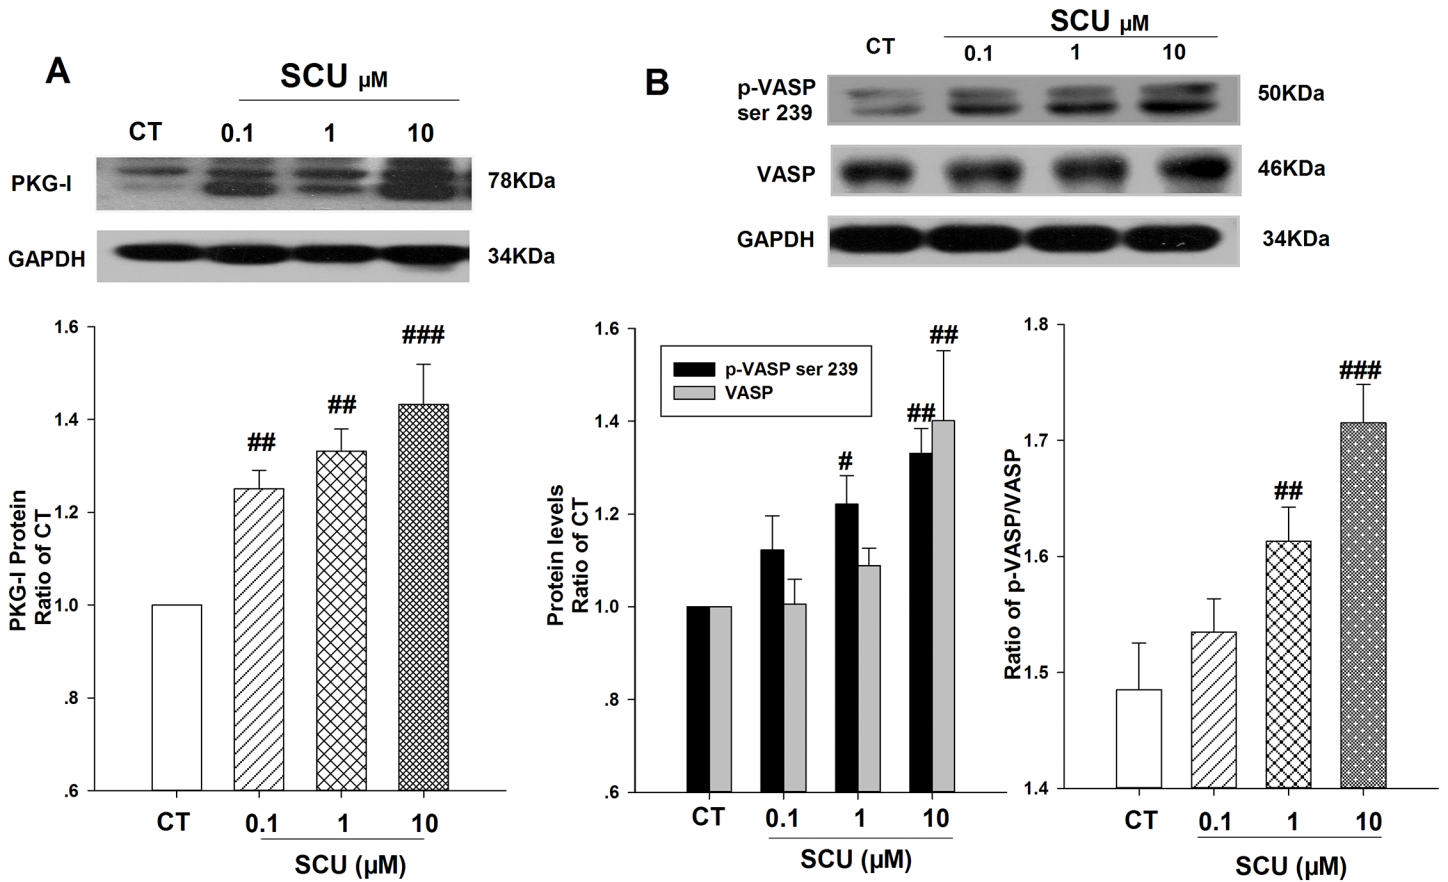 A
SCU µM
CT 0.1 1 10
PKG-I 78KDa
GAPDH 34KDa
1.6
1.4
1.2
1.0
.8
.6
PKG-I Protein
Ratio of CT
##
##
###
CT 0.1 1 10
SCU (µM)
B
SCU µM
CT 0.1 1 10
p-VASP
ser 239
50KDa
VASP 46KDa
GAPDH 34KDa
1.6
1.4
1.2
1.0
.8
.6
Protein levels
Ratio of CT
p-VASP ser 239
VASP
#
##
##
CT 0.1 1 10
SCU (µM)
1.8
1.7
1.6
1.5
1.4
Ratio of p-VASP/VASP
##
###
CT 0.1 1 10
SCU (µM)